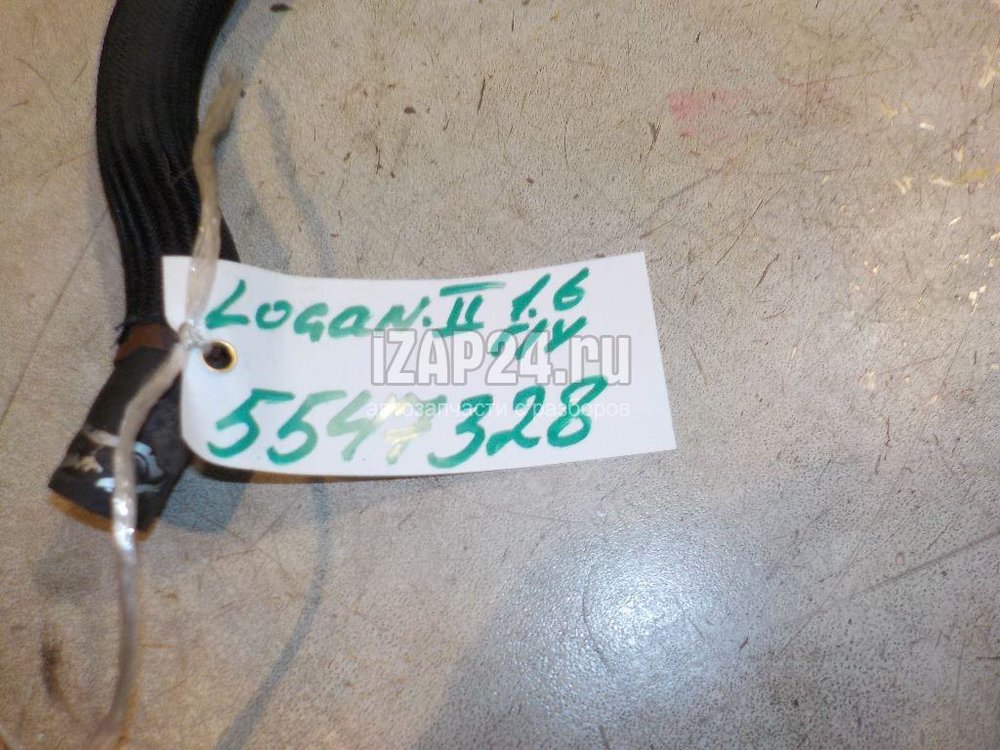 LOGAN. II 1.6
iZAP24.ru
автозапчасти с разборов
5547328